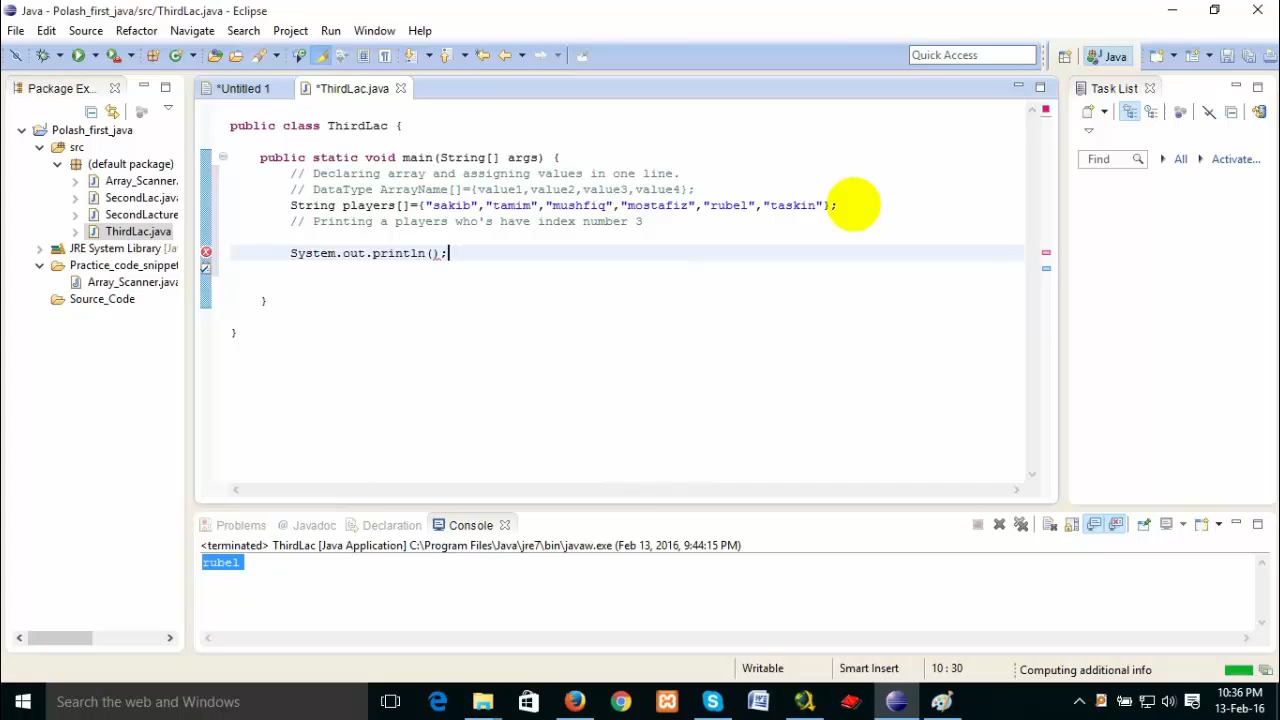 Java - Polash_first_java/src/ThirdLac.java - Eclipse
File Edit Source Refactor Navigate Search Project Run Window Help
Quick Access
Java
Package Ex...
*Untitled 1
*ThirdLac.java
Task List
Polash_first_java
src
(default package)
Array_Scanner.
SecondLac.java
SecondLacture
ThirdLac.java
JRE System Library [Ja
Practice_code_snippet
Array_Scanner.java
Source_Code
public class ThirdLac {
public static void main(String[] args) {
// Declaring array and assigning values in one line.
// DataType ArrayName[]={value1,value2,value3,value4};
String players[]={"sakib","tamim","mushfiq","mostafiz","rubel","taskin"};
// Printing a players who's have index number 3
System.out.println();
}
}
Find
All
Activate...
Problems
@ Javadoc
Declaration
Console
<terminated> ThirdLac [Java Application] C:\Program Files\Java\jre7\bin\javaw.exe (Feb 13, 2016, 9:44:15 PM)
rubel
Writable
Smart Insert
10 : 30
Computing additional info
Search the web and Windows
10:36 PM
13-Feb-16